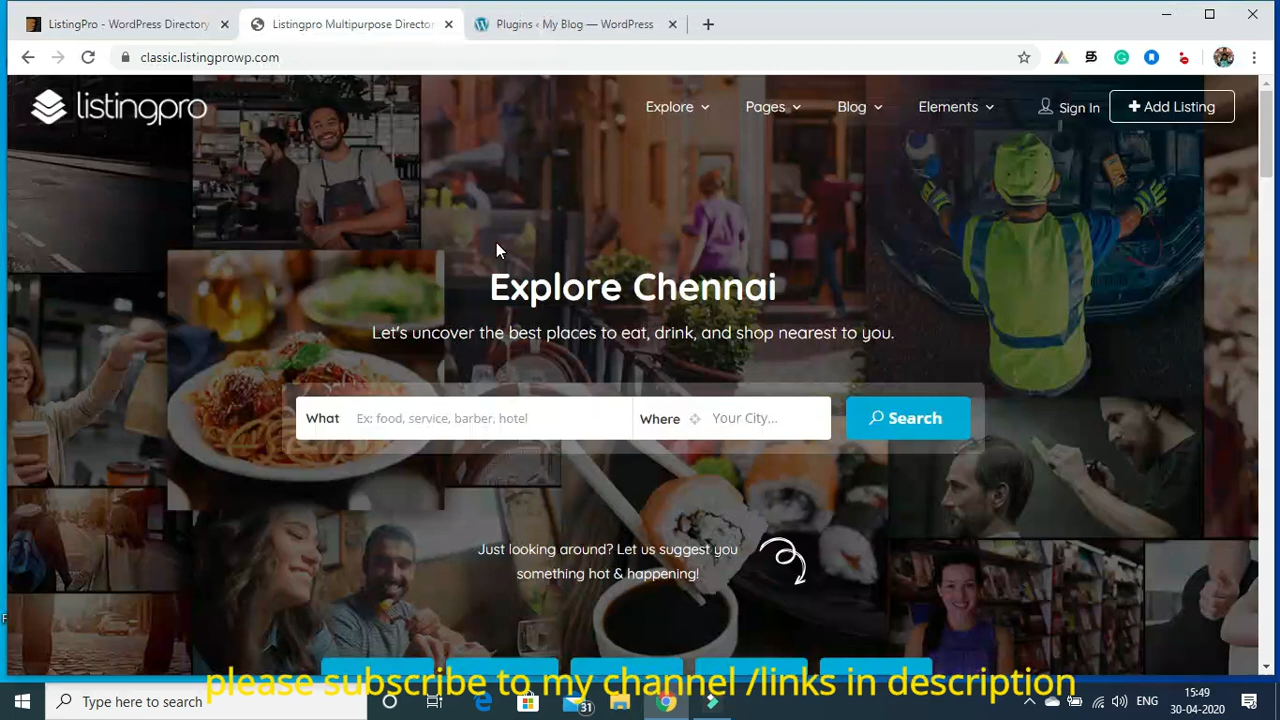 ListingPro - WordPress Directory
Listingpro Multipurpose Director
Plugins ‹ My Blog — WordPress
classic.listingprowp.com
listingpro
Explore
Pages
Blog
Elements
Sign In
Add Listing
Explore Chennai
Let's uncover the best places to eat, drink, and shop nearest to you.
What
Ex: food, service, barber, hotel
Where
Your City...
Search
Just looking around? Let us suggest you
something hot & happening!
please subscribe to my channel /links in description
Type here to search
31
ENG
15:49
30-04-2020